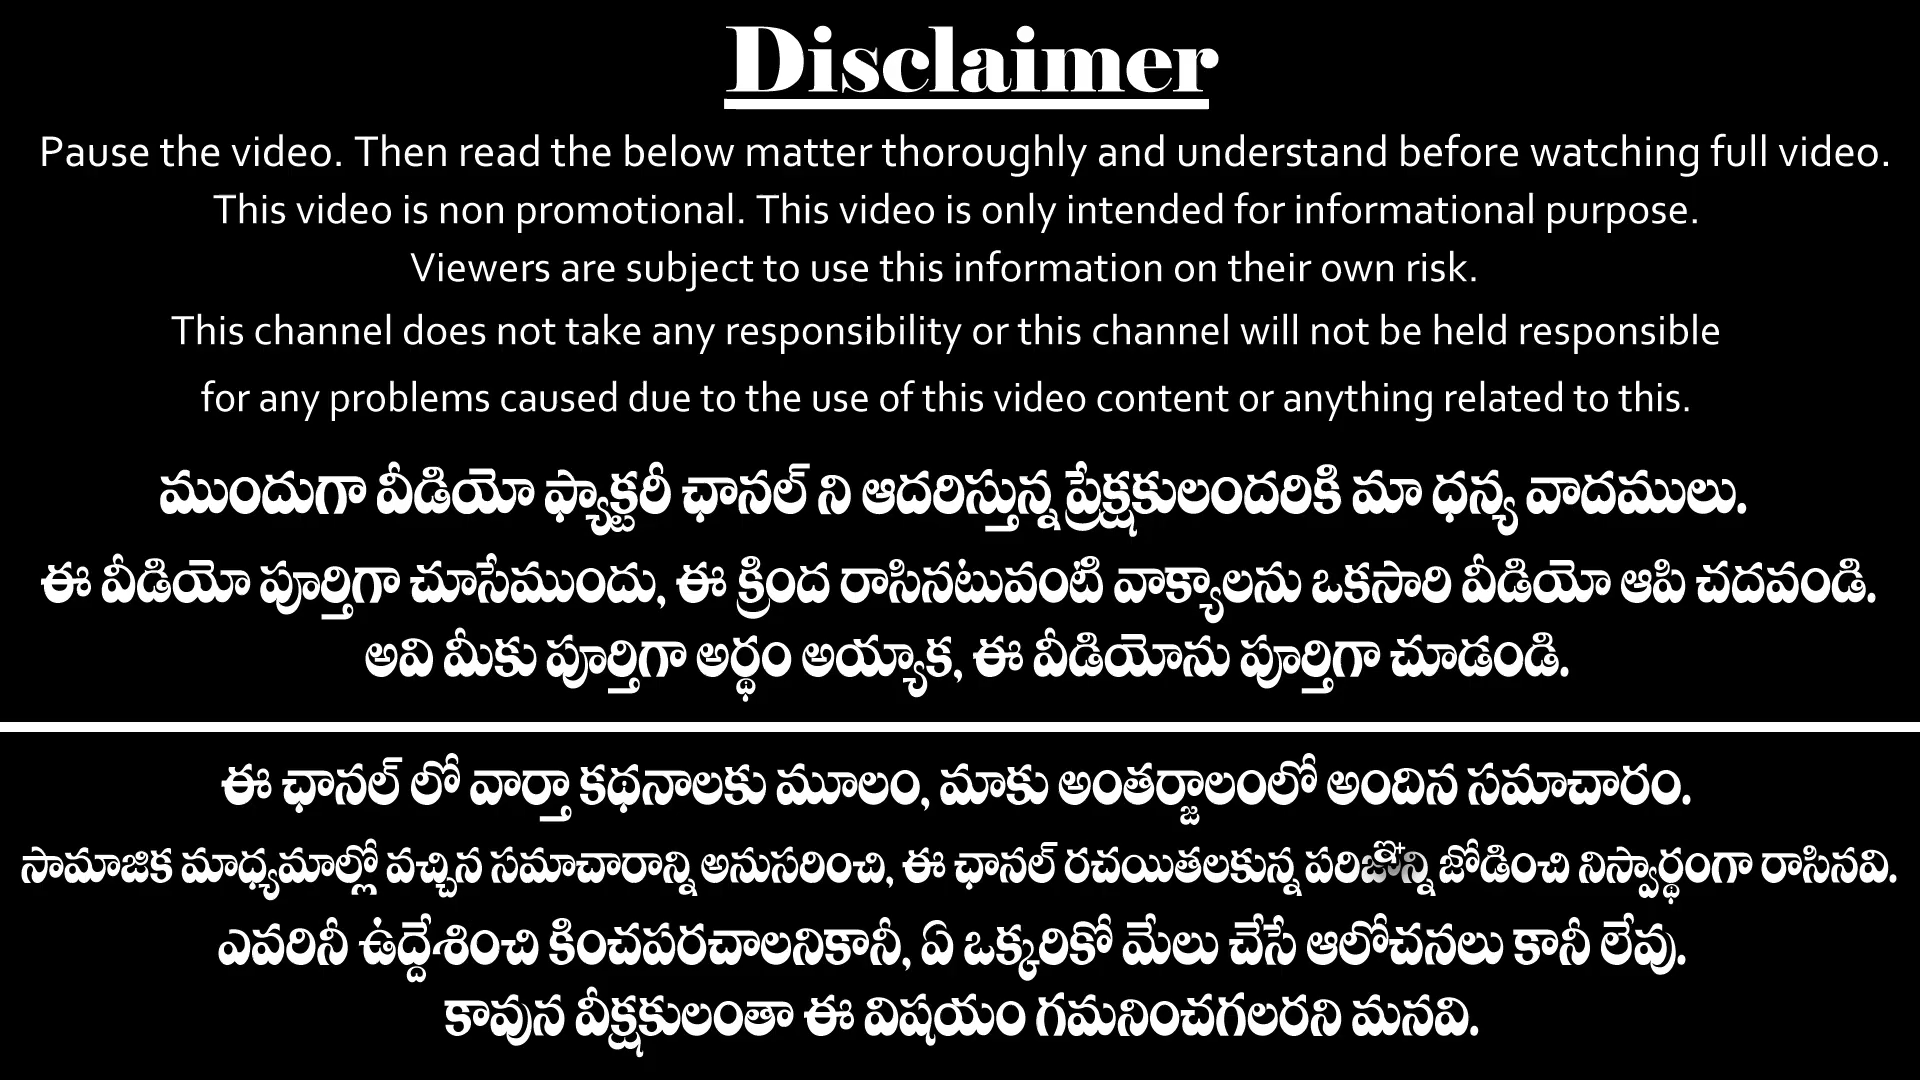 Disclaimer
Pause the video. Then read the below matter thoroughly and understand before watching full video.
This video is non promotional. This video is only intended for informational purpose.
Viewers are subject to use this information on their own risk.
This channel does not take any responsibility or this channel will not be held responsible
for any problems caused due to the use of this video content or anything related to this.
ముందుగా వీడియో ఫ్యాక్టరీ ఛానల్ ని ఆదరిస్తున్న ప్రేక్షకులందరికి మా ధన్య వాదములు.
ఈ వీడియో పూర్తిగా చూసేముందు, ఈ క్రింద రాసినటువంటి వాక్యాలను ఒకసారి వీడియో ఆపి చదవండి.
అవి మీకు పూర్తిగా అర్థం అయ్యాక, ఈ వీడియోను పూర్తిగా చూడండి.
ఈ ఛానల్ లో వార్తా కథనాలకు మూలం, మాకు అంతర్జాలంలో అందిన సమాచారం.
సామాజిక మాధ్యమాల్లో వచ్చిన సమాచారాన్ని అనుసరించి, ఈ ఛానల్ రచయితలకున్న జోడించి నిస్వార్థంగా రాసినవి.
ఎవరినీ ఉద్దేశించి కించపరచాలనికానీ, ఏ ఒక్కరికో మేలు చేసే ఆలోచనలు కానీ లేవు.
కావున వీక్షకులంతా ఈ విషయం గమనించగలరని మనవి.